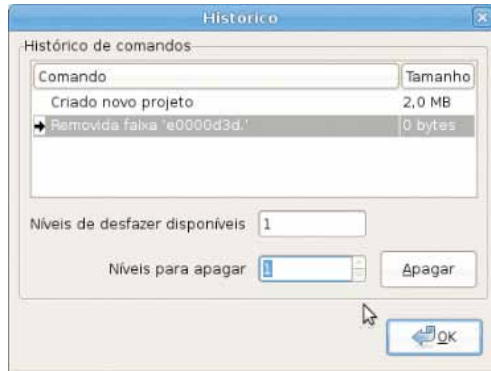 Histórico
Histórico de comandos
Comando Tamanho
Criado novo projeto 2,0 MB
Removida faixa 'e0000d3d.' 0 bytes
Níveis de desfazer disponíveis 1
Níveis para apagar 1 Apagar
OK